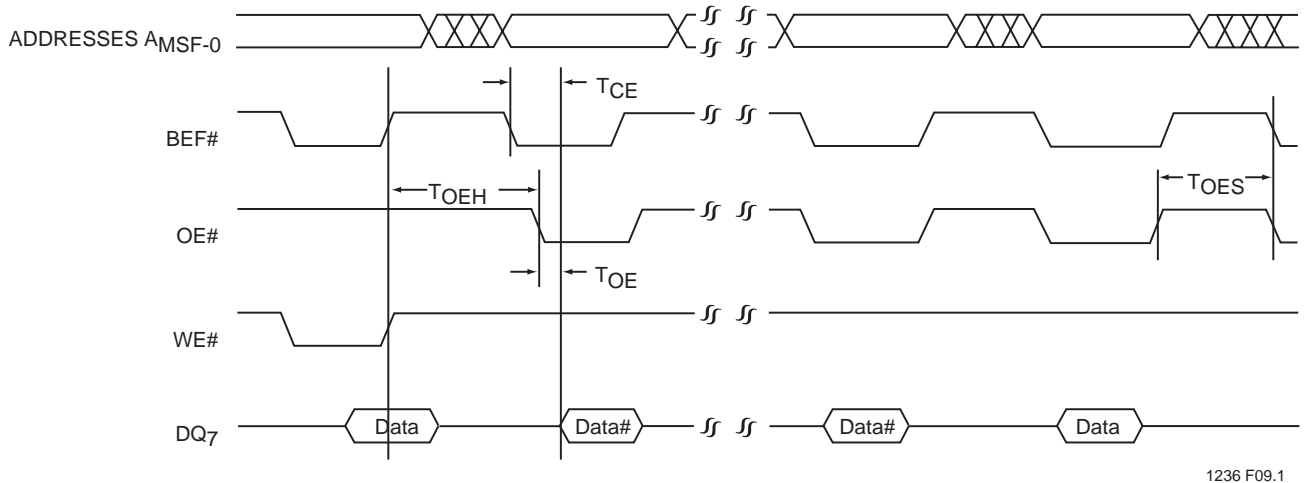 ADDRESSES AMSF-0
TCE
BEF#
TOEH
TOES
OE#
TOE
WE#
DQ7
Data
Data#
Data#
Data
1236 F09.1